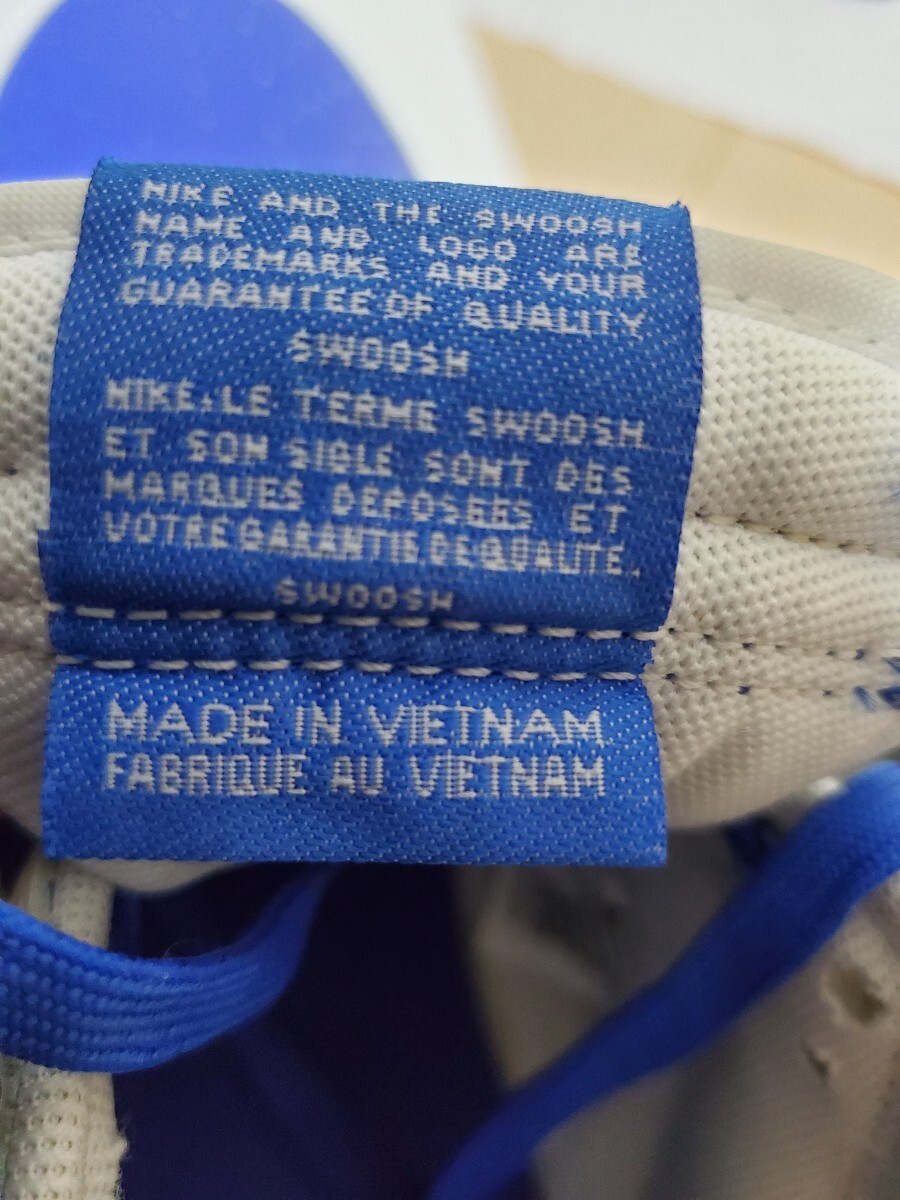 NIKE AND THE SWOOSH
NAME AND LOGO ARE
TRADEMARKS AND YOUR
GUARANTEE OF QUALITY
SWOOSH
NIKE,LE TERME SWOOSH
ET SON SIGLE SONT DES
MARQUES DEPOSEES ET
VOTRE GARANTIE DE QUALITE.
SWOOSH
MADE IN VIETNAM
FABRIQUE AU VIETNAM